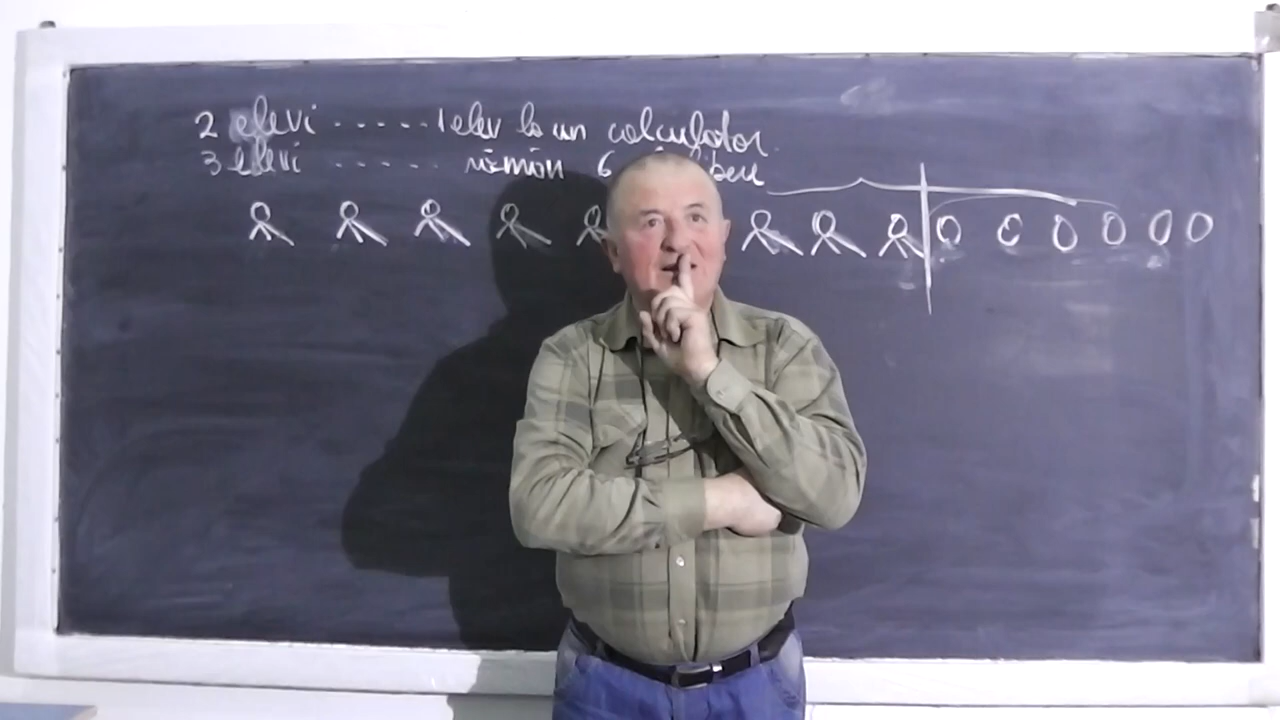 2 elevi ..... 1 elev la un calculator.
3 elevi ..... rămân 6